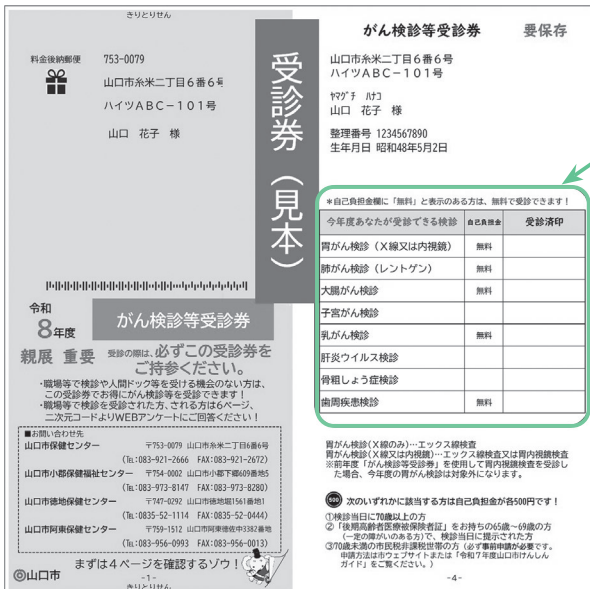 きりとりせん
料金後納郵便
753-0079
山口市糸米二丁目6番6号
ハイツABC−101号
山口 花子 様
受診券（見本）
令和
8年度
がん検診等受診券
親展 重要
受診の際は、必ずこの受診券を
ご持参ください。
・職場等で検診や人間ドック等を受ける機会のない方は、
この受診券でお得にがん検診等を受診できます！
・職場等で検診を受診された方、される方は6ページ、
二次元コードよりWEBアンケートにご回答ください！
■お問い合わせ先
山口市保健センター 〒753-0079 山口市糸米二丁目6番6号
（℡:083-921-2666 FAX:083-921-2672）
山口市小郡保健福祉センター 〒754-0002 山口市小郡下郷609番地5
（℡:083-973-8147 FAX:083-973-8280）
山口市徳地保健センター 〒747-0292 山口市徳地堀1561番地1
（℡:0835-52-1114 FAX:0835-52-0444）
山口市阿東保健センター 〒759-1512 山口市阿東徳佐中3382番地
（℡:083-956-0993 FAX:083-956-0013）
まずは4ページを確認するゾウ！
◎山口市
-1-
きりとりせん
がん検診等受診券 要保存
山口市糸米二丁目6番6号
ハイツABC−101号
ﾔﾏｸﾞﾁ ﾊﾅｺ
山口 花子 様
整理番号 1234567890
生年月日 昭和48年5月2日
＊自己負担金欄に「無料」と表示のある方は、無料で受診できます！
今年度あなたが受診できる検診 自己負担金 受診済印
胃がん検診（X線又は内視鏡） 無料
肺がん検診（レントゲン） 無料
大腸がん検診 無料
子宮がん検診
乳がん検診 無料
肝炎ウイルス検診
骨粗しょう症検診
歯周疾患検診 無料
胃がん検診(X線のみ)…エックス線検査
胃がん検診(X線又は内視鏡)…エックス線検査又は胃内視鏡検査
※前年度「がん検診等受診券」を使用して胃内視鏡検査を受診し
た場合、今年度の胃がん検診は対象外になります。
500 次のいずれかに該当する方は自己負担金が各500円です！
①検診当日に70歳以上の方
②「後期高齢者医療被保険者証」をお持ちの65歳〜69歳の方
（一定の障がいのある方）で、検診当日に提示された方
③70歳未満の市民税非課税世帯の方（必ず事前申請が必要です。
申請方法は市ウェブサイトまたは「令和7年度山口市けんしん
ガイド」をご覧ください。）
-4-